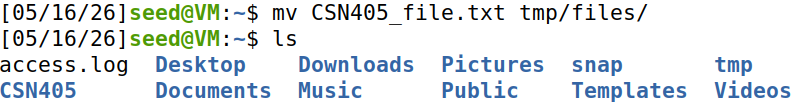 [05/16/26]seed@VM:~$ mv CSN405_file.txt tmp/files/
[05/16/26]seed@VM:~$ ls
access.log  Desktop    Downloads  Pictures  snap       tmp
CSN405      Documents  Music      Public    Templates  Videos